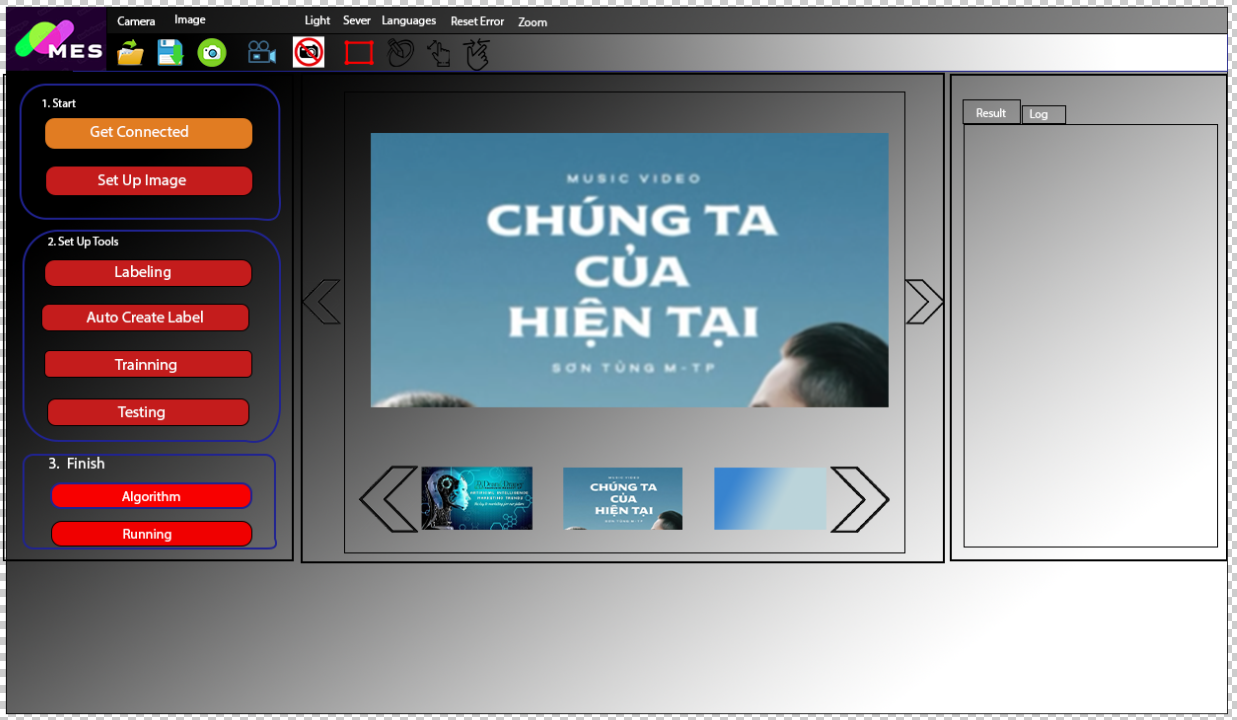 Camera Image Light Sever Languages Reset Error Zoom
MES
1. Start
Get Connected
Set Up Image
2. Set Up Tools
Labeling
Auto Create Label
Trainning
Testing
3. Finish
Algorithm
Running
MUSIC VIDEO
CHÚNG TA
CỦA
HIỆN TẠI
SƠN TÙNG M-TP
CHÚNG TA
CỦA
HIỆN TẠI
Result Log